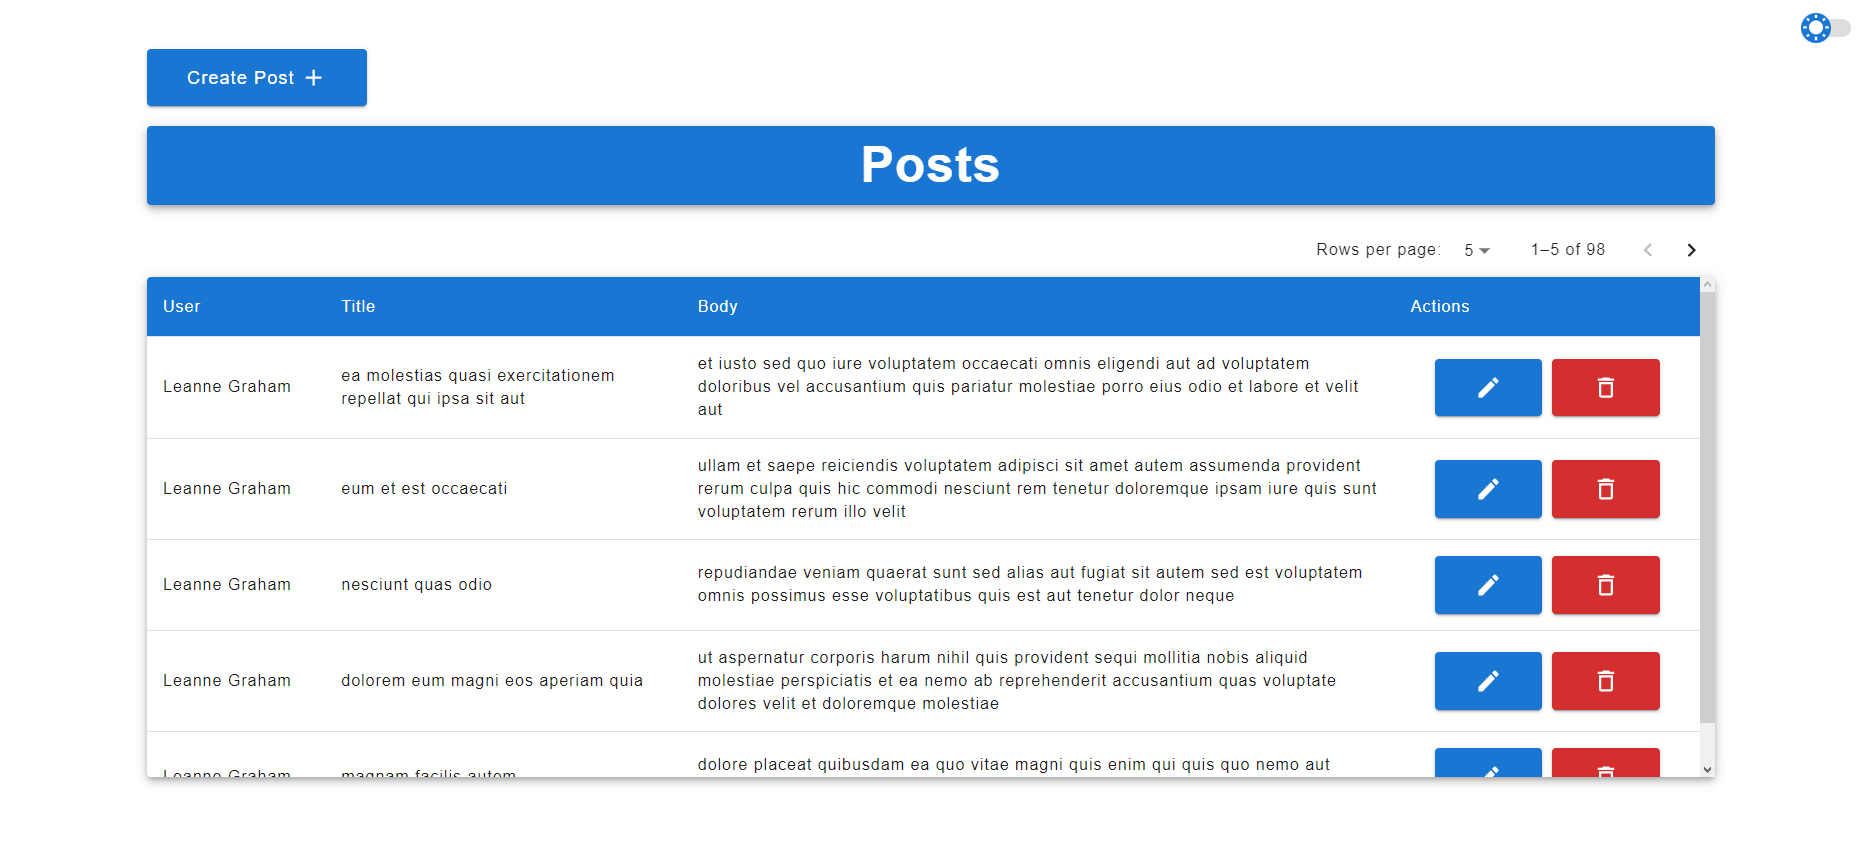 Create Post
Posts
Rows per page: 5 1–5 of 98
User Title Body Actions
Leanne Graham
ea molestias quasi exercitationem
repellat qui ipsa sit aut
et iusto sed quo iure voluptatem occaecati omnis eligendi aut ad voluptatem
doloribus vel accusantium quis pariatur molestiae porro eius odio et labore et velit
aut
Leanne Graham
eum et est occaecati
ullam et saepe reiciendis voluptatem adipisci sit amet autem assumenda provident
rerum culpa quis hic commodi nesciunt rem tenetur doloremque ipsam iure quis sunt
voluptatem rerum illo velit
Leanne Graham
nesciunt quas odio
repudiandae veniam quaerat sunt sed alias aut fugiat sit autem sed est voluptatem
omnis possimus esse voluptatibus quis est aut tenetur dolor neque
Leanne Graham
dolorem eum magni eos aperiam quia
ut aspernatur corporis harum nihil quis provident sequi mollitia nobis aliquid
molestiae perspiciatis et ea nemo ab reprehenderit accusantium quas voluptate
dolores velit et doloremque molestiae
Leanne Graham
magnam facilis autem
dolore placeat quibusdam ea quo vitae magni quis enim qui quis quo nemo aut